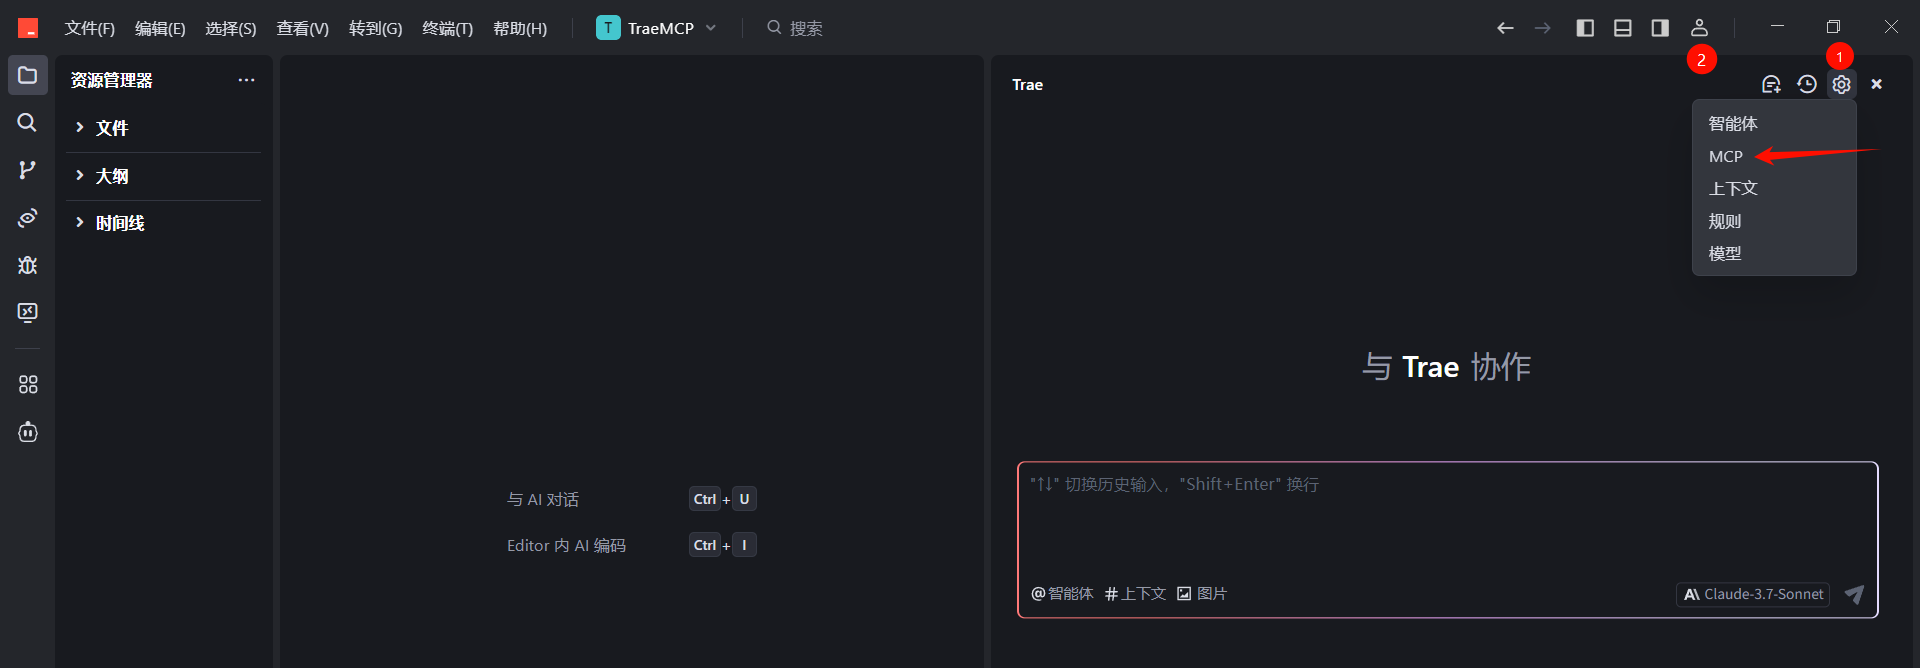 文件(F) 编辑(E) 选择(S) 查看(V) 转到(G) 终端(T) 帮助(H) T TraeMCP 搜索
2 1
资源管理器 ...
文件
大纲
时间线
与 AI 对话 Ctrl + U
Editor 内 AI 编码 Ctrl + I
Trae
智能体
MCP
上下文
规则
模型
与 Trae 协作
"↑↓" 切换历史输入，"Shift+Enter" 换行
@智能体 #上下文 图片 Claude-3.7-Sonnet